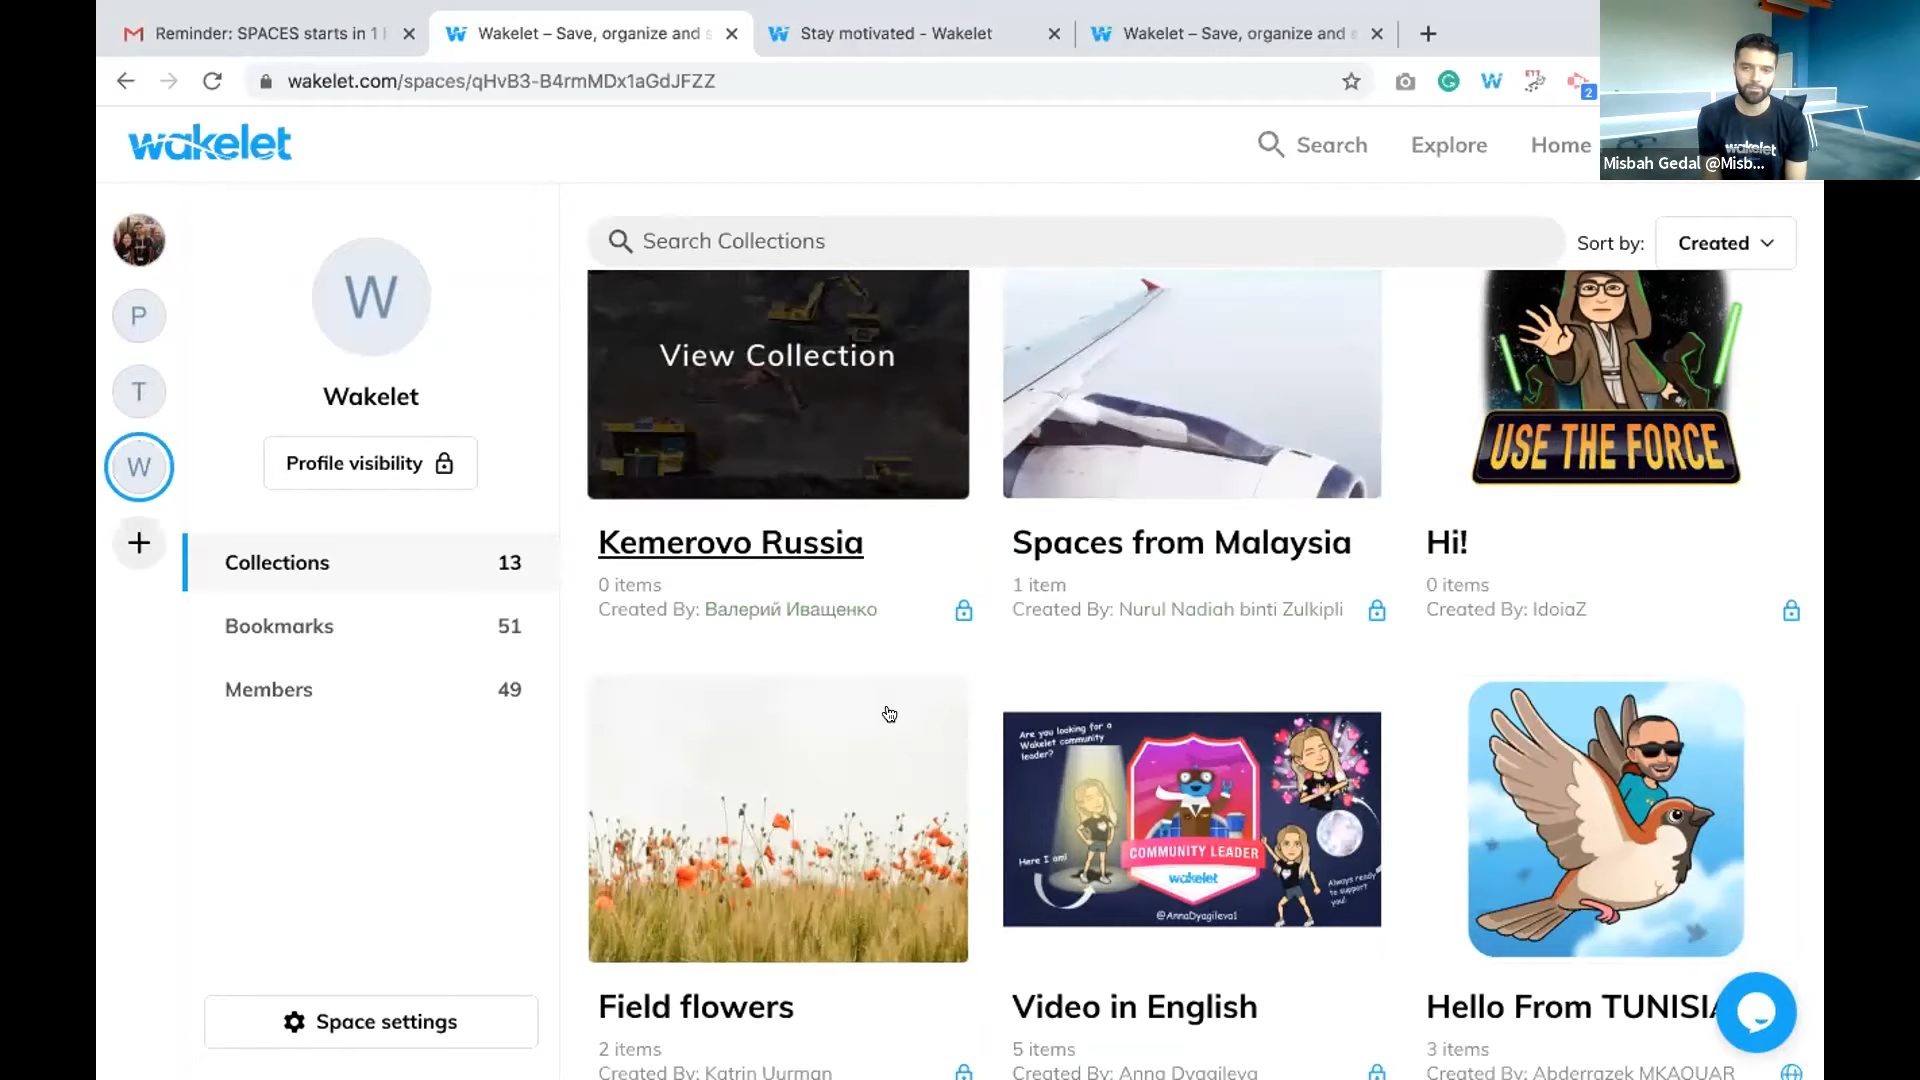 Reminder: SPACES starts in 1
Wakelet – Save, organize and s
Stay motivated - Wakelet
Wakelet – Save, organize and s
wakelet.com/spaces/qHvB3-B4rmMDx1aGdJFZZ
W
2
wakelet
Search
Explore
Home
wakelet
Misbah Gedal @Misb...
P
T
W
W
Wakelet
Profile visibility
Collections 13
Bookmarks 51
Members 49
Space settings
Search Collections
Sort by: Created
View Collection
USE THE FORCE
Kemerovo Russia
0 items
Created By: Валерий Иващенко
Spaces from Malaysia
1 item
Created By: Nurul Nadiah binti Zulkipli
Hi!
0 items
Created By: IdoiaZ
Are you looking for a
Wakelet community
leader?
Here I am!
COMMUNITY LEADER
wakelet
Always ready
to support
you!
@AnnaDyagileva1
Field flowers
2 items
Created By: Katrin Uurman
Video in English
5 items
Created By: Anna Dyagileva
Hello From TUNISIA
3 items
Created By: Abderrazek MKAOUAR